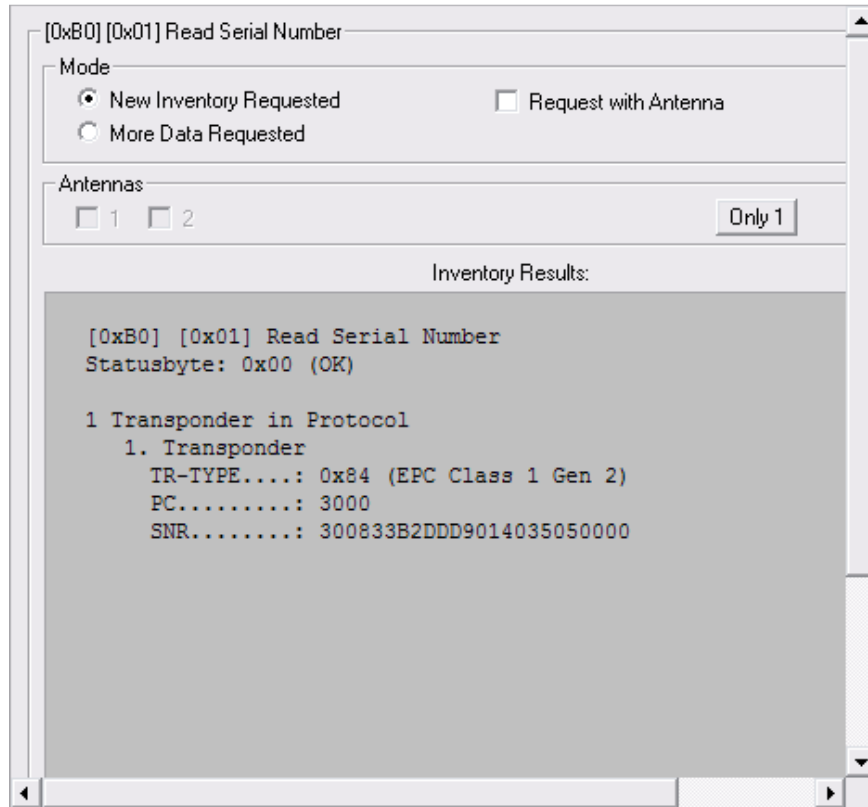 [0xB0] [0x01] Read Serial Number
Mode
New Inventory Requested
Request with Antenna
More Data Requested
Antennas
1 2 Only 1
Inventory Results:
[0xB0] [0x01] Read Serial Number
Statusbyte: 0x00 (OK)
1 Transponder in Protocol
1. Transponder
TR-TYPE....: 0x84 (EPC Class 1 Gen 2)
PC.........: 3000
SNR........: 300833B2DDD9014035050000